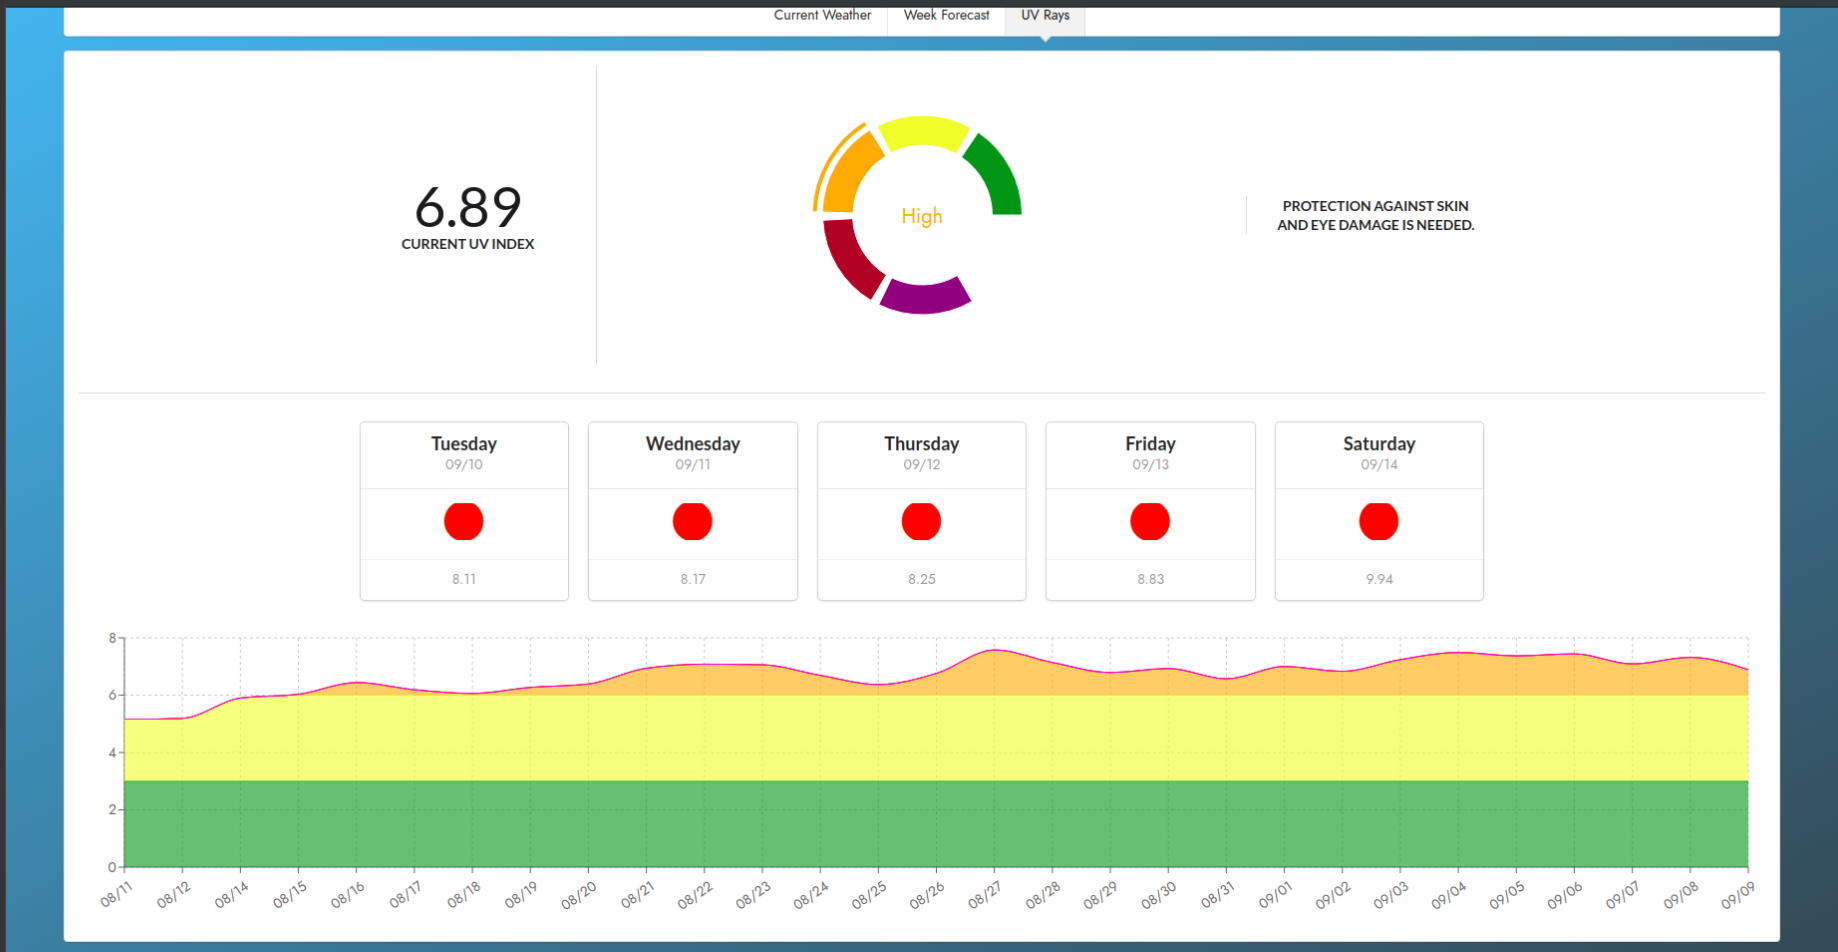 Current Weather Week Forecast UV Rays
6.89
CURRENT UV INDEX
High
PROTECTION AGAINST SKIN
AND EYE DAMAGE IS NEEDED.
Tuesday
09/10
8.11
Wednesday
09/11
8.17
Thursday
09/12
8.25
Friday
09/13
8.83
Saturday
09/14
9.94
8
6
4
2
0
08/11 08/12 08/14 08/15 08/16 08/17 08/18 08/19 08/20 08/21 08/22 08/23 08/24 08/25 08/26 08/27 08/28 08/29 08/30 08/31 09/01 09/02 09/03 09/04 09/05 09/06 09/07 09/08 09/09